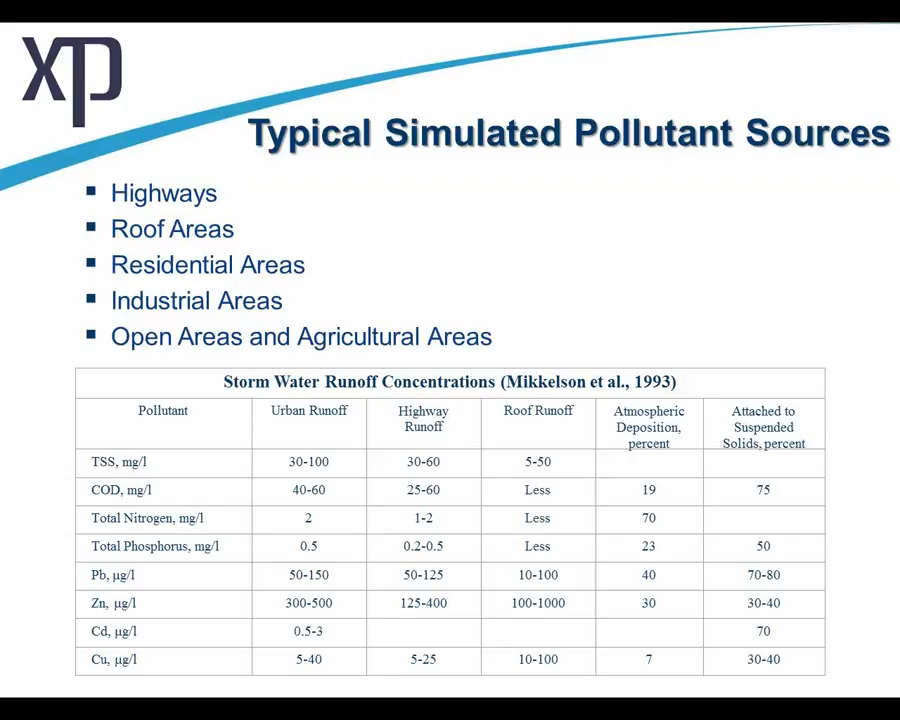 XP
Typical Simulated Pollutant Sources
Highways
Roof Areas
Residential Areas
Industrial Areas
Open Areas and Agricultural Areas
Storm Water Runoff Concentrations (Mikkelson et al., 1993)
Pollutant Urban Runoff Highway Runoff Roof Runoff Atmospheric Deposition, percent Attached to Suspended Solids, percent
TSS, mg/l 30-100 30-60 5-50
COD, mg/l 40-60 25-60 Less 19 75
Total Nitrogen, mg/l 2 1-2 Less 70
Total Phosphorus, mg/l 0.5 0.2-0.5 Less 23 50
Pb, µg/l 50-150 50-125 10-100 40 70-80
Zn, µg/l 300-500 125-400 100-1000 30 30-40
Cd, µg/l 0.5-3 70
Cu, µg/l 5-40 5-25 10-100 7 30-40